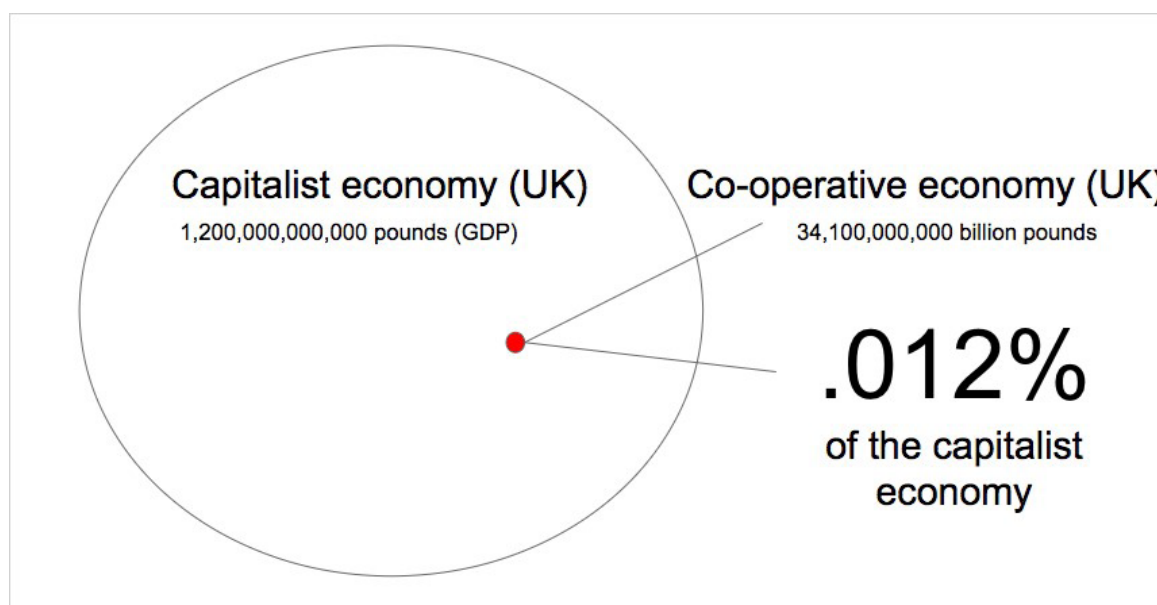 Capitalist economy (UK)
1,200,000,000,000 pounds (GDP)
Co-operative economy (UK)
34,100,000,000 billion pounds
.012%
of the capitalist
economy